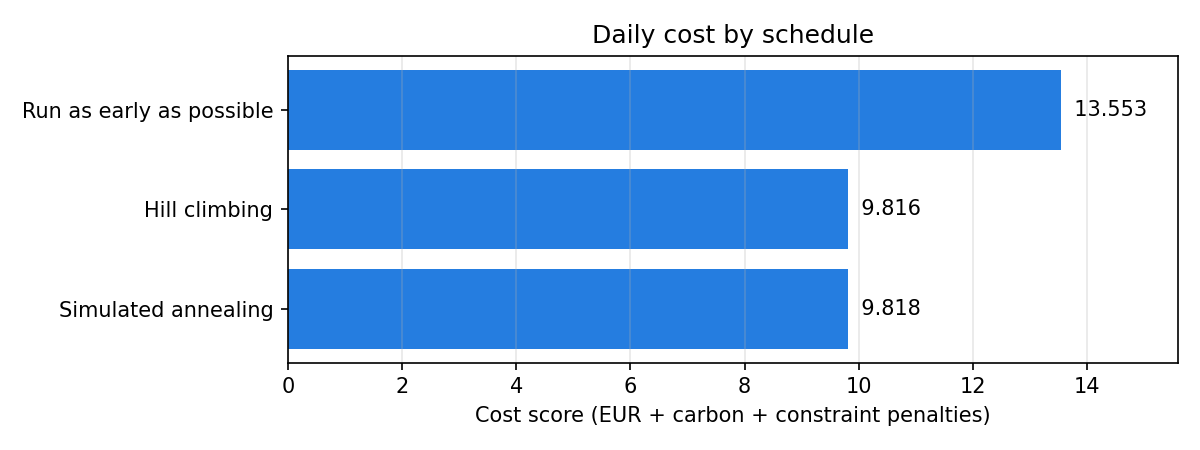 Daily cost by schedule
Run as early as possible
13.553
Hill climbing
9.816
Simulated annealing
9.818
0 2 4 6 8 10 12 14
Cost score (EUR + carbon + constraint penalties)